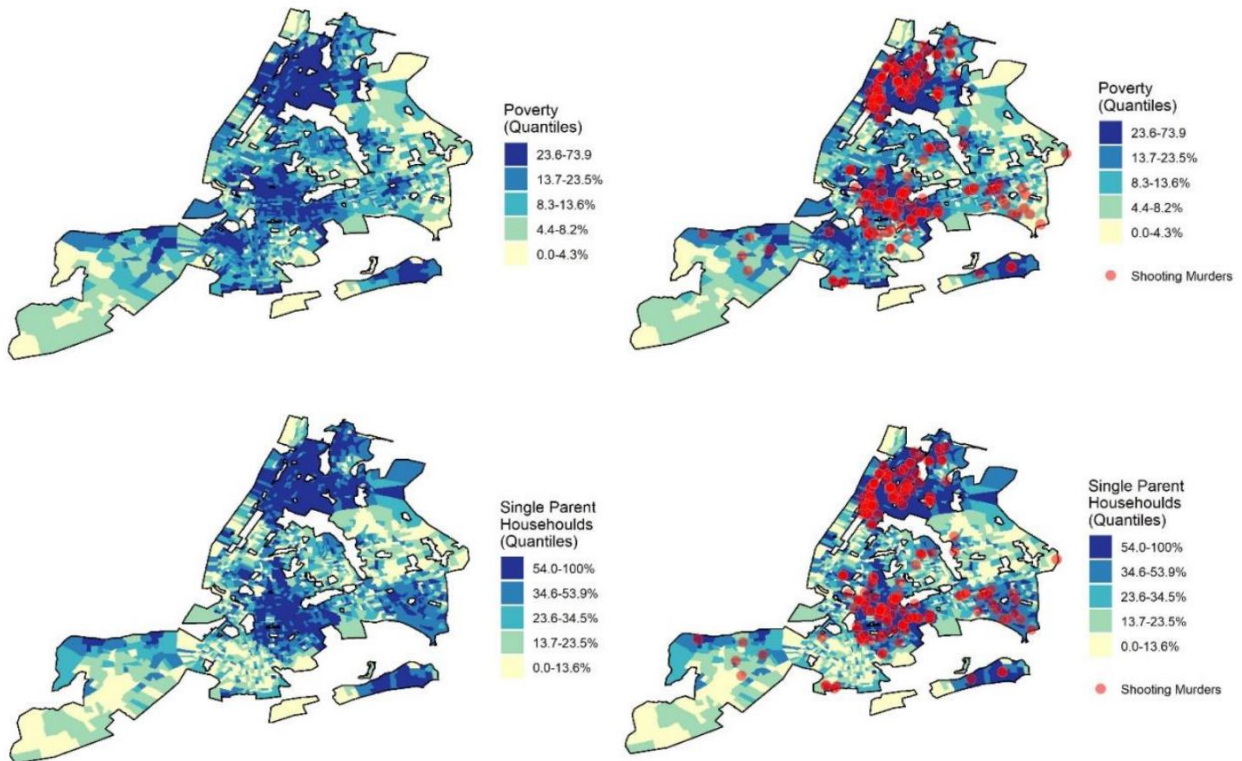 Poverty
(Quantiles)
23.6-73.9
13.7-23.5%
8.3-13.6%
4.4-8.2%
0.0-4.3%
Poverty
(Quantiles)
23.6-73.9
13.7-23.5%
8.3-13.6%
4.4-8.2%
0.0-4.3%
Shooting Murders
Single Parent
Househoulds
(Quantiles)
54.0-100%
34.6-53.9%
23.6-34.5%
13.7-23.5%
0.0-13.6%
Single Parent
Househoulds
(Quantiles)
54.0-100%
34.6-53.9%
23.6-34.5%
13.7-23.5%
0.0-13.6%
Shooting Murders